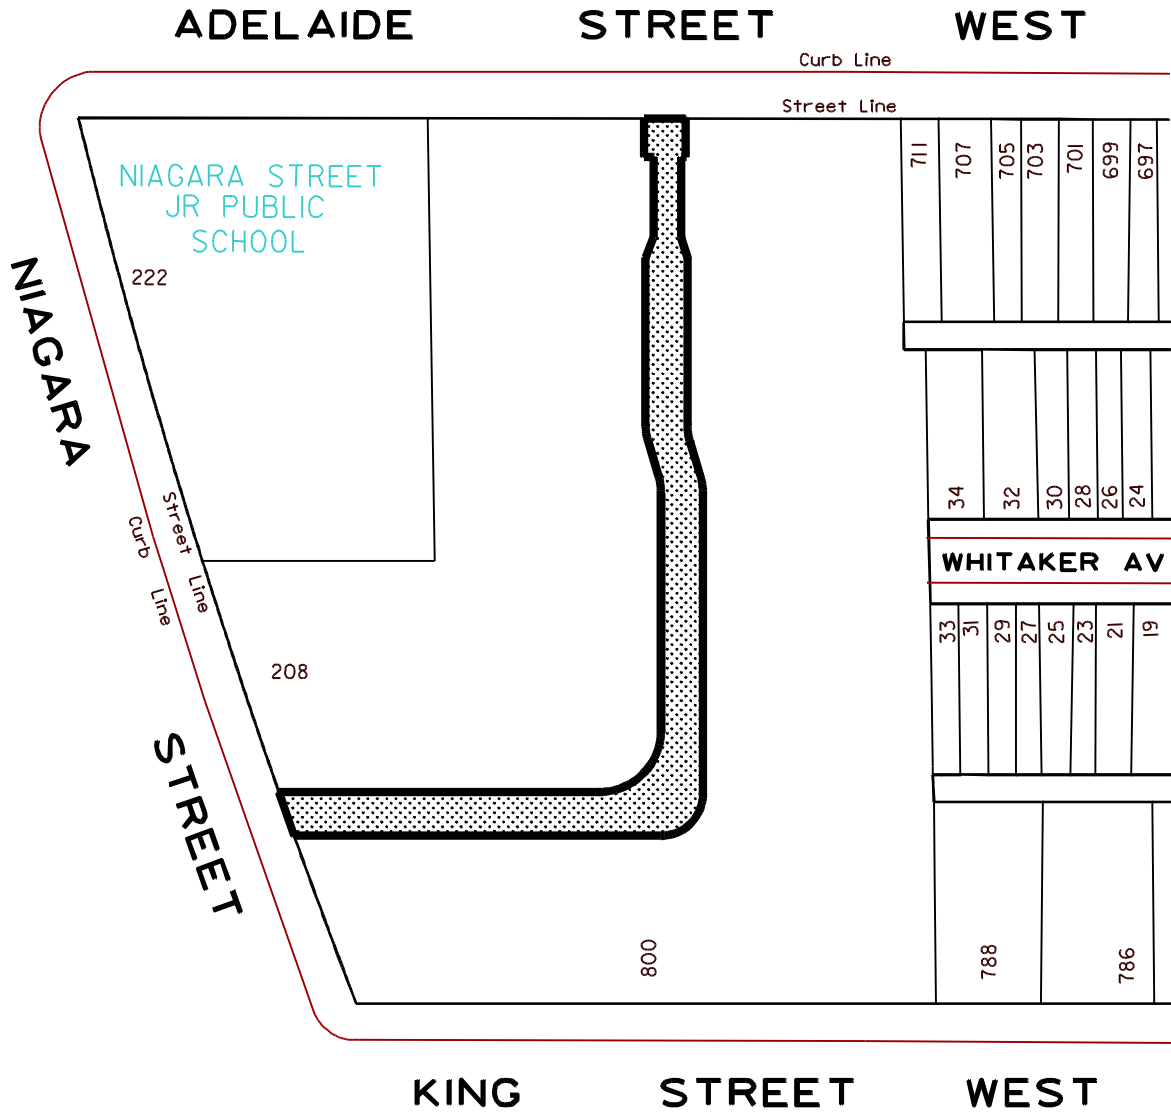 ADELAIDE STREET WEST
Curb Line
Street Line
711 707 705 703 701 699 697
NIAGARA STREET
JR PUBLIC
SCHOOL
222
NIAGARA STREET
Street Line
Curb Line
34 32 30 28 26 24
WHITAKER AV
33 31 29 27 25 23 21 19
208
800
788 786
KING STREET WEST